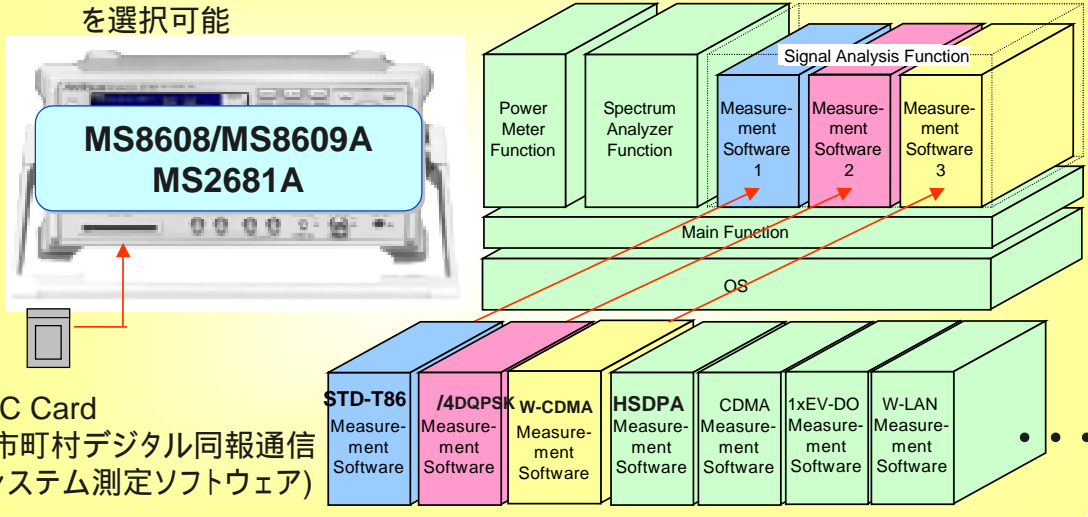 を選択可能
MS8608/MS8609A
MS2681A
Power
Meter
Function
Spectrum
Analyzer
Function
Signal Analysis Function
Measure-
ment
Software
1
Measure-
ment
Software
2
Measure-
ment
Software
3
Main Function
OS
C Card
市町村デジタル同報通信
システム測定ソフトウェア)
STD-T86
Measure-
ment
Software
/4DQPSK
Measure-
ment
Software
W-CDMA
Measure-
ment
Software
HSDPA
Measure-
ment
Software
CDMA
Measure-
ment
Software
1xEV-DO
Measure-
ment
Software
W-LAN
Measure-
ment
Software
• • •